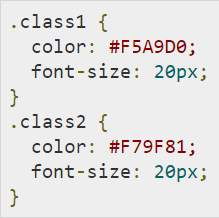 .class1 {
  color: #F5A9D0;
  font-size: 20px;
}
.class2 {
  color: #F79F81;
  font-size: 20px;
}